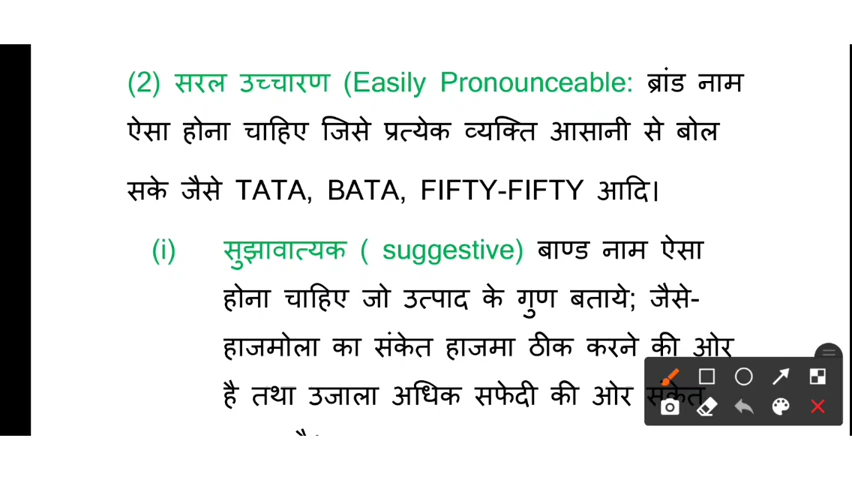 (2) सरल उच्चारण (Easily Pronounceable: ब्रांड नाम
ऐसा होना चाहिए जिसे प्रत्येक व्यक्ति आसानी से बोल
सके जैसे TATA, BATA, FIFTY-FIFTY आदि।
(i) सुझावात्यक ( suggestive) बाण्ड नाम ऐसा
होना चाहिए जो उत्पाद के गुण बताये; जैसे-
हाजमोला का संकेत हाजमा ठीक करने की ओर
है तथा उजाला अधिक सफेदी की ओर संकेत